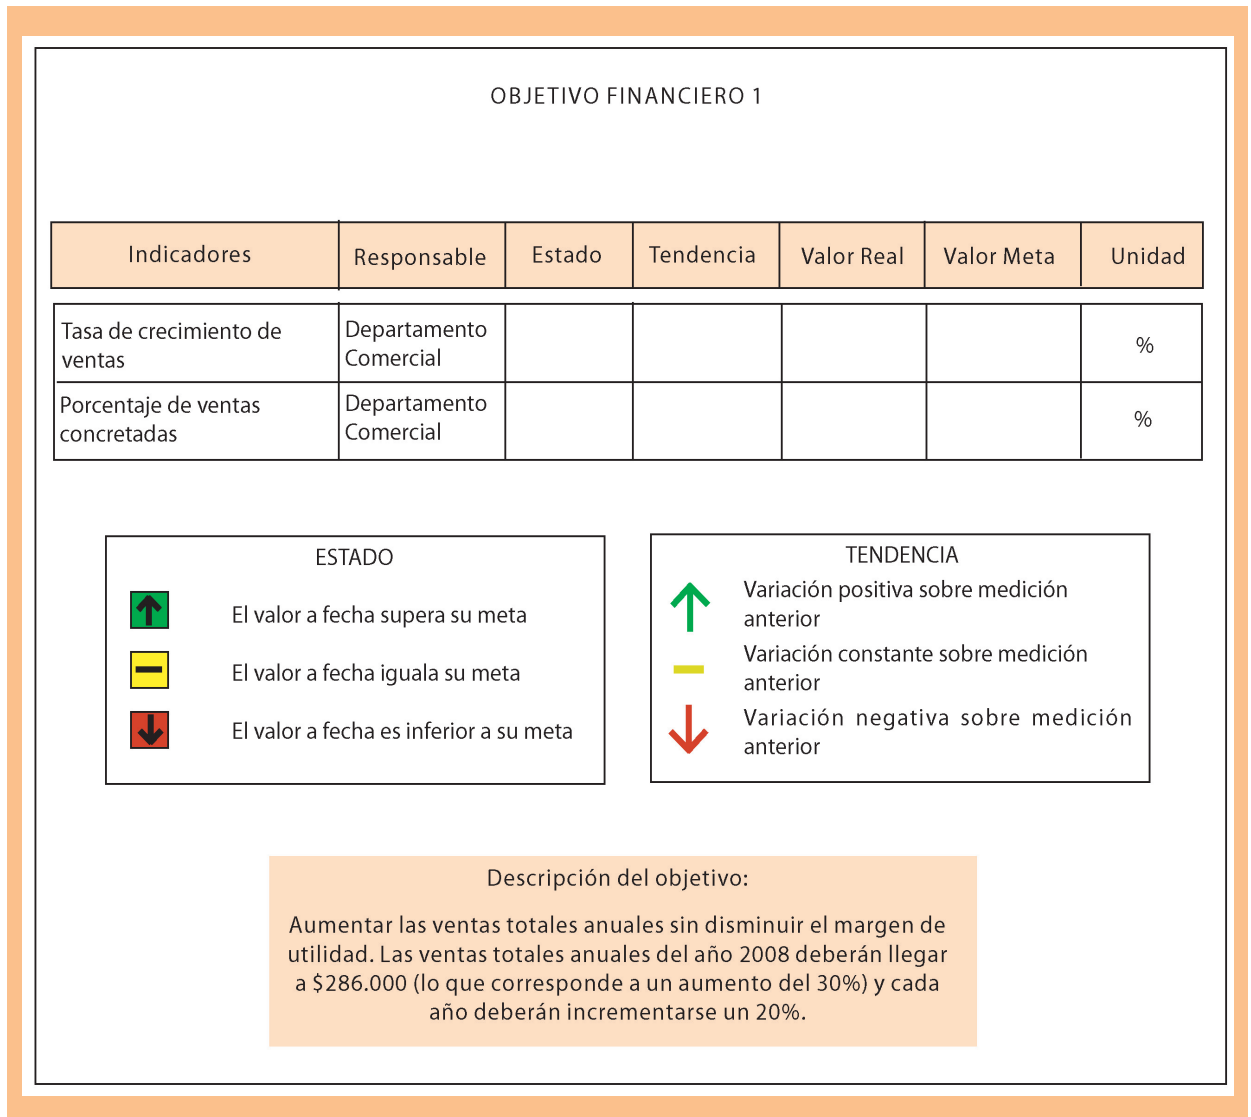 OBJETIVO FINANCIERO 1
Indicadores Responsable Estado Tendencia Valor Real Valor Meta Unidad
Tasa de crecimiento de
ventas
Departamento
Comercial
%
Porcentaje de ventas
concretadas
Departamento
Comercial
%
ESTADO
El valor a fecha supera su meta
El valor a fecha iguala su meta
El valor a fecha es inferior a su meta
TENDENCIA
Variación positiva sobre medición
anterior
Variación constante sobre medición
anterior
Variación negativa sobre medición
anterior
Descripción del objetivo:
Aumentar las ventas totales anuales sin disminuir el margen de
utilidad. Las ventas totales anuales del año 2008 deberán llegar
a $286.000 (lo que corresponde a un aumento del 30%) y cada
año deberán incrementarse un 20%.